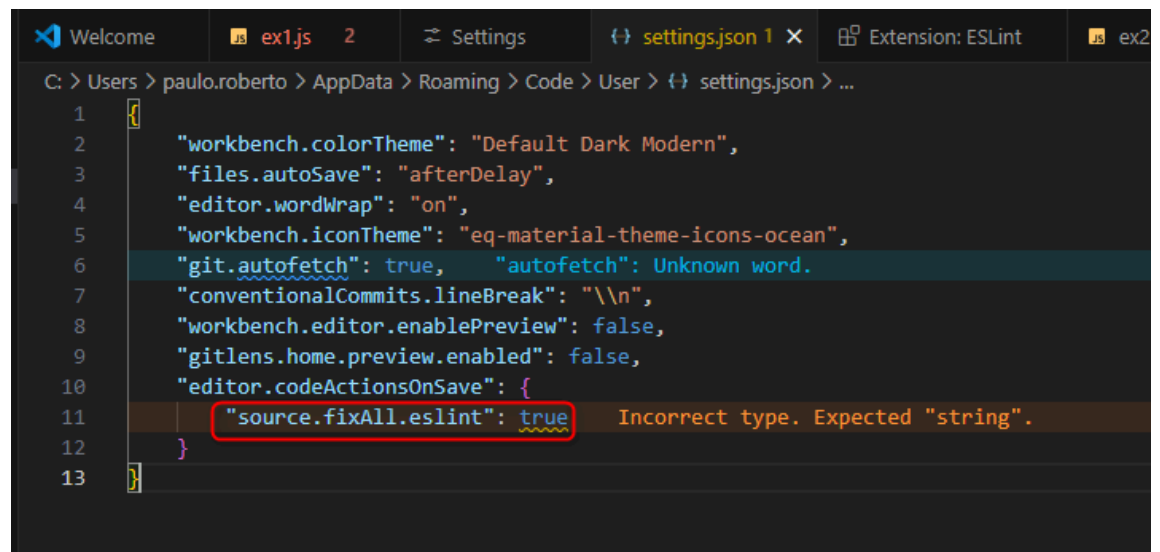 Welcome
JS ex1.js 2
Settings
settings.json 1
Extension: ESLint
JS ex2
C: > Users > paulo.roberto > AppData > Roaming > Code > User > {} settings.json > ...
1 {
2 "workbench.colorTheme": "Default Dark Modern",
3 "files.autoSave": "afterDelay",
4 "editor.wordWrap": "on",
5 "workbench.iconTheme": "eq-material-theme-icons-ocean",
6 "git.autofetch": true, "autofetch": Unknown word.
7 "conventionalCommits.lineBreak": "\\n",
8 "workbench.editor.enablePreview": false,
9 "gitlens.home.preview.enabled": false,
10 "editor.codeActionsOnSave": {
11 "source.fixAll.eslint": true Incorrect type. Expected "string".
12 }
13 }